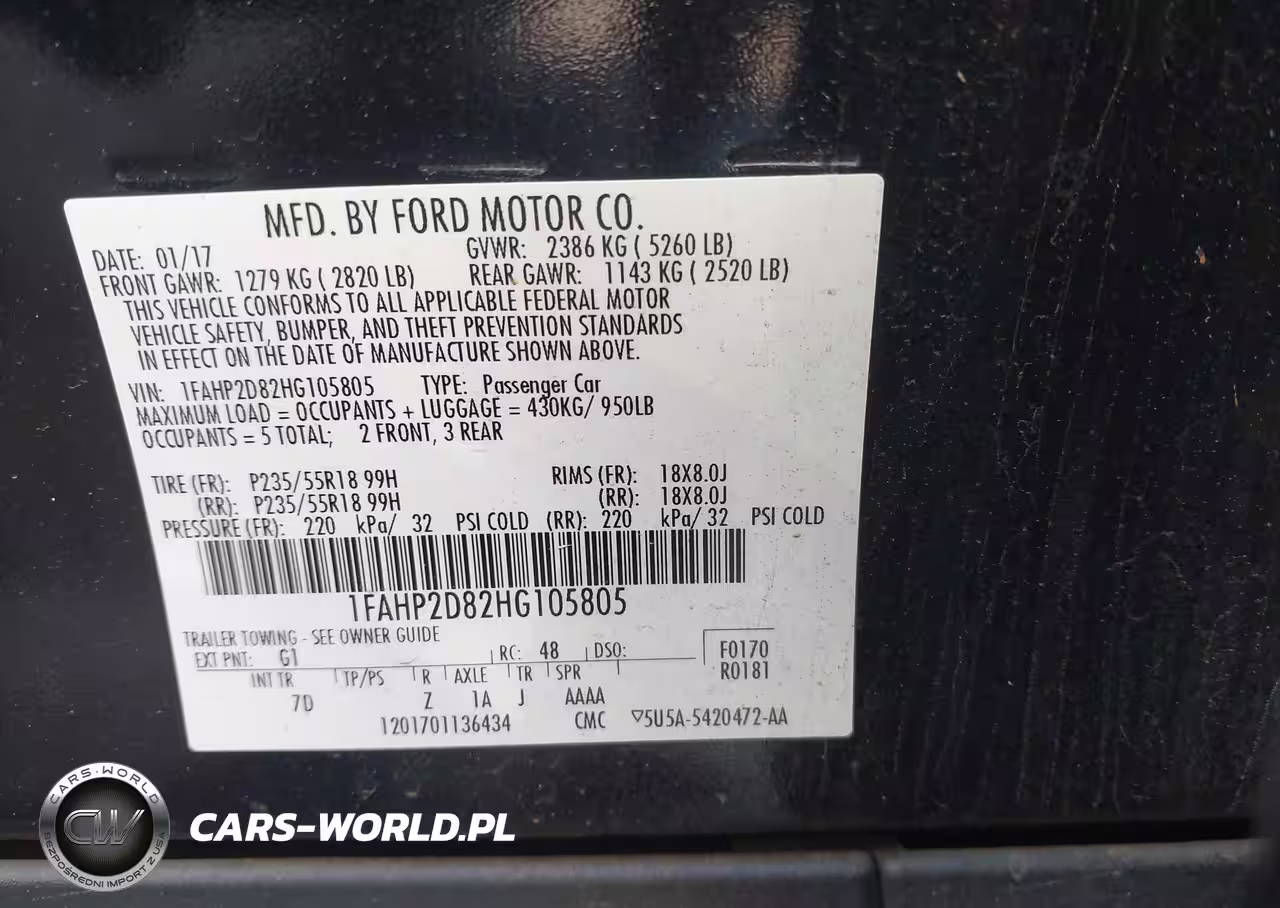 MFD. BY FORD MOTOR CO.
DATE: 01/17 GVWR: 2386 KG ( 5260 LB)
FRONT GAWR: 1279 KG ( 2820 LB) REAR GAWR: 1143 KG ( 2520 LB)
THIS VEHICLE CONFORMS TO ALL APPLICABLE FEDERAL MOTOR
VEHICLE SAFETY, BUMPER, AND THEFT PREVENTION STANDARDS
IN EFFECT ON THE DATE OF MANUFACTURE SHOWN ABOVE.
VIN: 1FAHP2D82HG105805 TYPE: Passenger Car
MAXIMUM LOAD = OCCUPANTS + LUGGAGE = 430KG/ 950LB
OCCUPANTS = 5 TOTAL; 2 FRONT, 3 REAR
TIRE (FR): P235/55R18 99H RIMS (FR): 18X8.0J
(RR): P235/55R18 99H (RR): 18X8.0J
PRESSURE (FR): 220 kPa/ 32 PSI COLD (RR): 220 kPa/ 32 PSI COLD
1FAHP2D82HG105805
TRAILER TOWING - SEE OWNER GUIDE
EXT PNT: G1 RC: 48 DSO: F0170
INT TR TP/PS R AXLE TR SPR R0181
7D Z 1A J AAAA
1201701136434 CMC ▽5U5A-5420472-AA
CARS-WORLD
CW
BEZPOŚREDNI IMPORT Z USA
CARS-WORLD.PL